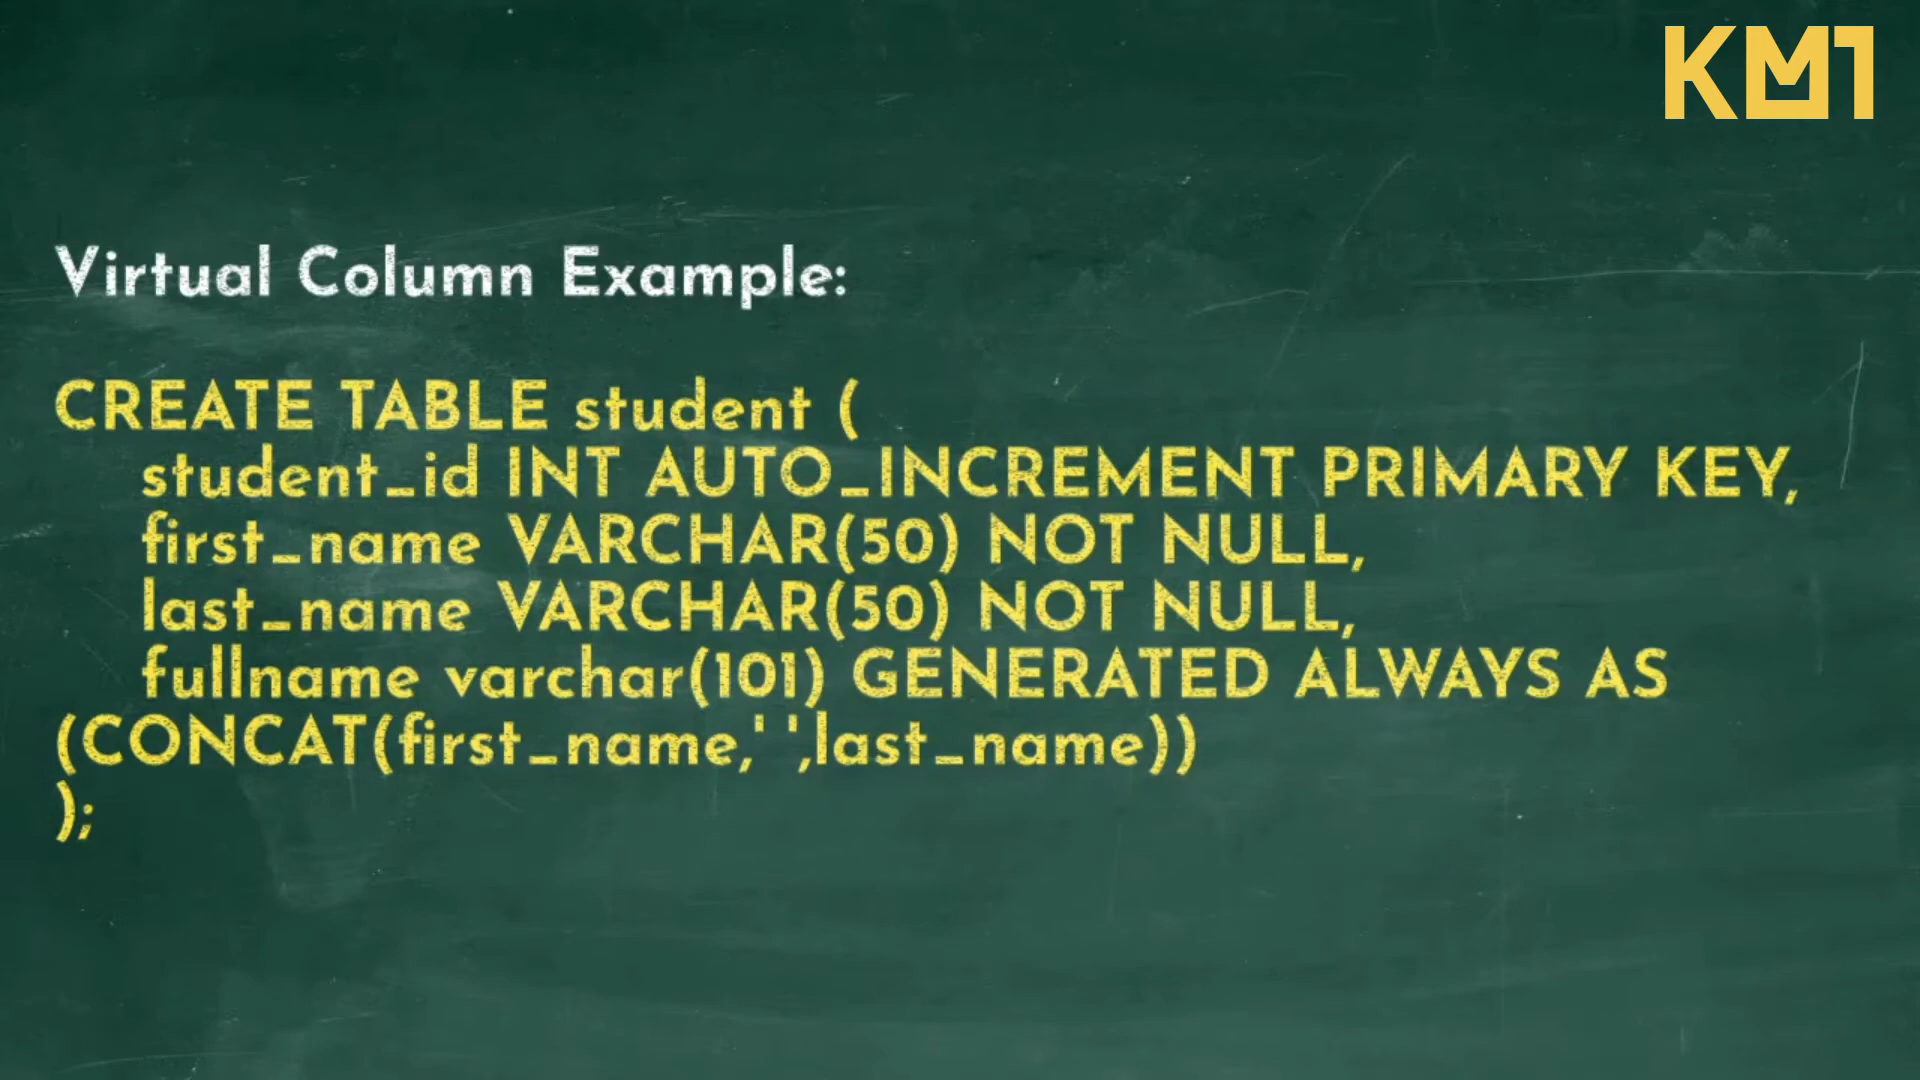 KMT
Virtual Column Example:
CREATE TABLE student (
student_id INT AUTO_INCREMENT PRIMARY KEY,
first_name VARCHAR(50) NOT NULL,
last_name VARCHAR(50) NOT NULL,
fullname varchar(101) GENERATED ALWAYS AS
(CONCAT(first_name,' ',last_name))
);